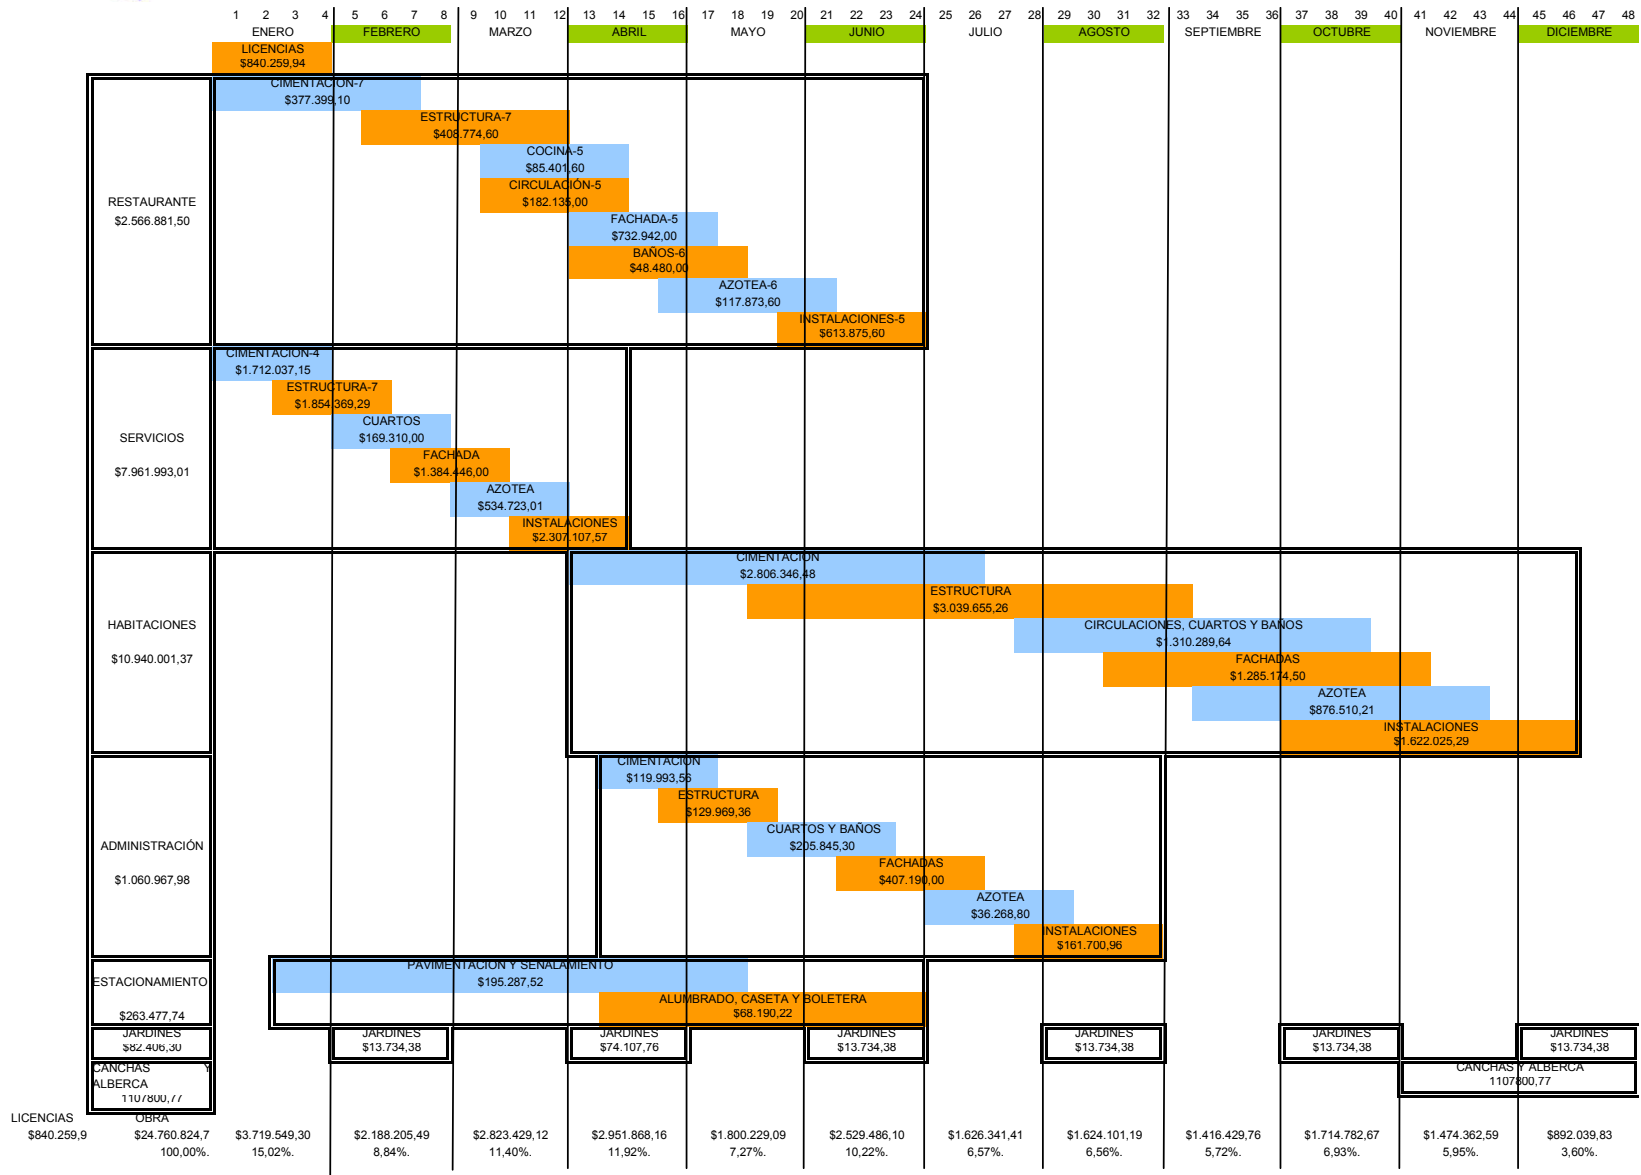 1 2 3 4 5 6 7 8 9 10 11 12 13 14 15 16 17 18 19 20 21 22 23 24 25 26 27 28 29 30 31 32 33 34 35 36 37 38 39 40 41 42 43 44 45 46 47 48
ENERO FEBRERO MARZO ABRIL MAYO JUNIO JULIO AGOSTO SEPTIEMBRE OCTUBRE NOVIEMBRE DICIEMBRE
LICENCIAS
$840.259,94
CIMENTACIÓN-7
$377.399,10
ESTRUCTURA-7
$408.774,60
COCINA-5
$85.401,60
CIRCULACIÓN-5
$182.135,00
RESTAURANTE
$2.566.881,50
FACHADA-5
$732.942,00
BAÑOS-6
$48.480,00
AZOTEA-6
$117.873,60
INSTALACIONES-5
$613.875,60
CIMENTACIÓN-4
$1.712.037,15
ESTRUCTURA-7
$1.854.369,29
CUARTOS
$169.310,00
SERVICIOS
$7.961.993,01
FACHADA
$1.384.446,00
AZOTEA
$534.723,01
INSTALACIONES
$2.307.107,57
CIMENTACIÓN
$2.806.346,48
ESTRUCTURA
$3.039.655,26
HABITACIONES
$10.940.001,37
CIRCULACIONES, CUARTOS Y BAÑOS
$1.310.289,64
FACHADAS
$1.285.174,50
AZOTEA
$876.510,21
INSTALACIONES
$1.622.025,29
CIMENTACIÓN
$119.993,56
ESTRUCTURA
$129.969,36
CUARTOS Y BAÑOS
$205.845,30
ADMINISTRACIÓN
$1.060.967,98
FACHADAS
$407.190,00
AZOTEA
$36.268,80
INSTALACIONES
$161.700,96
ESTACIONAMIENTO
$263.477,74
PAVIMENTACIÓN Y SEÑALAMIENTO
$195.287,52
ALUMBRADO, CASETA Y BOLETERA
$68.190,22
JARDINES JARDINES JARDINES JARDINES JARDINES JARDINES JARDINES
$82.406,30 $13.734,38 $74.107,76 $13.734,38 $13.734,38 $13.734,38 $13.734,38
CANCHAS Y
ALBERCA
1107800,77
CANCHAS Y ALBERCA
1107800,77
LICENCIAS OBRA
$840.259,9 $24.760.824,7 $3.719.549,30 $2.188.205,49 $2.823.429,12 $2.951.868,16 $1.800.229,09 $2.529.486,10 $1.626.341,41 $1.624.101,19 $1.416.429,76 $1.714.782,67 $1.474.362,59 $892.039,83
100,00%. 15,02%. 8,84%. 11,40%. 11,92%. 7,27%. 10,22%. 6,57%. 6,56%. 5,72%. 6,93%. 5,95%. 3,60%.